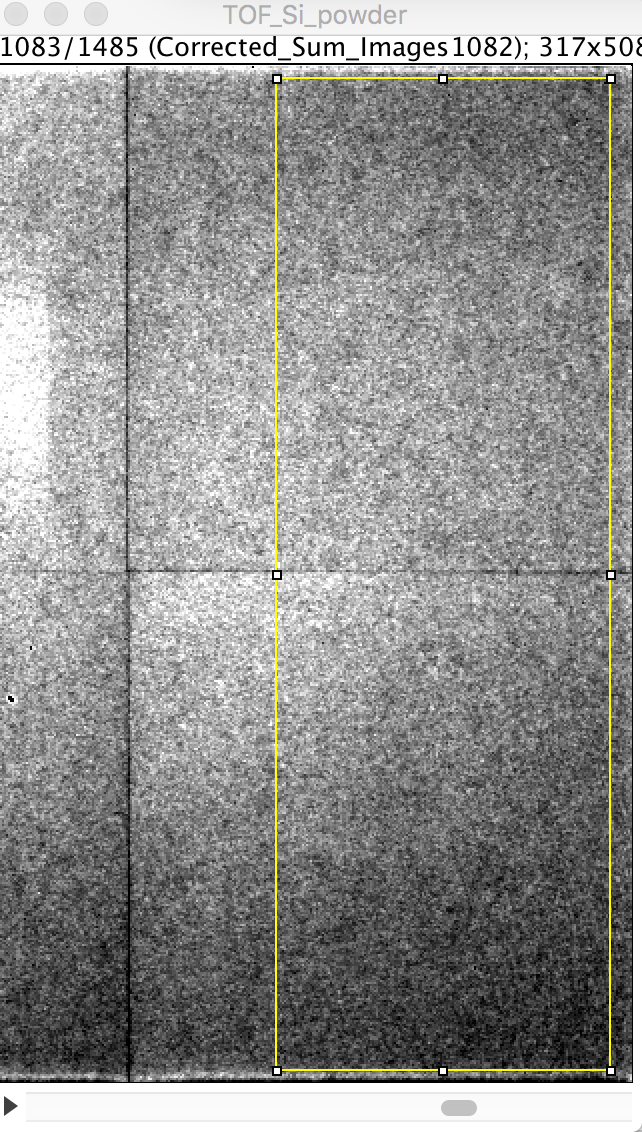 TOF_Si_powder
1083/1485 (Corrected_Sum_Images1082); 317x508